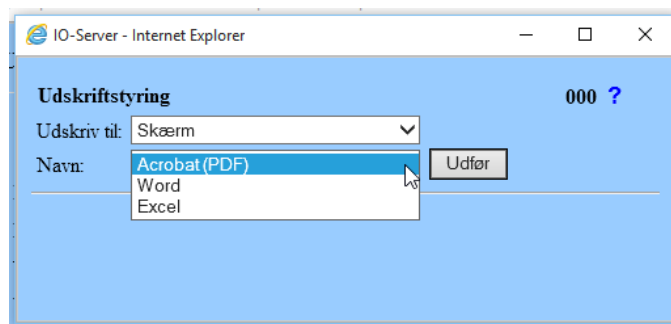 IO-Server - Internet Explorer
Udskriftstyring 000 ?
Udskriv til: Skærm
Navn: Acrobat (PDF) Udfør
Word
Excel